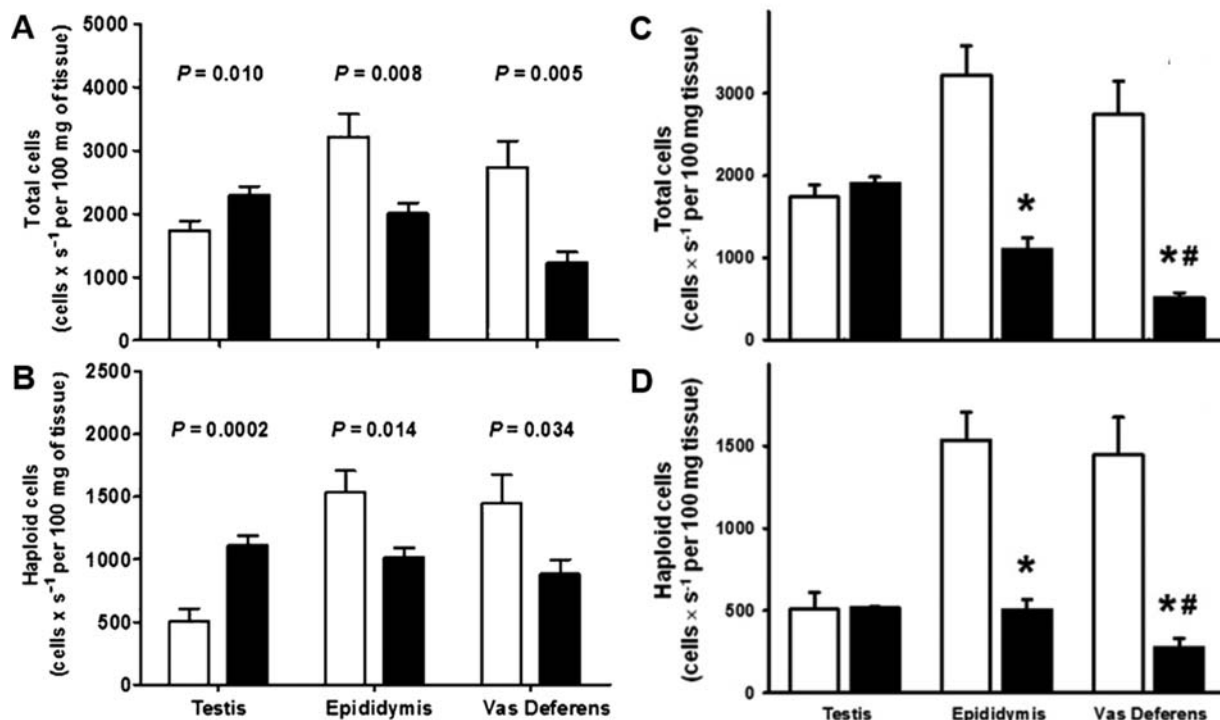 A
Total cells
(cells x s⁻¹ per 100 mg of tissue)
5000
4000
3000
2000
1000
0
P = 0.010 P = 0.008 P = 0.005
B
Haploid cells
(cells x s⁻¹ per 100 mg of tissue)
2500
2000
1500
1000
500
0
P = 0.0002 P = 0.014 P = 0.034
Testis Epididymis Vas Deferens
C
Total cells
(cells × s⁻¹ per 100 mg tissue)
3000
2000
1000
0
*
*#
D
Haploid cells
(cells × s⁻¹ per 100 mg tissue)
1500
1000
500
0
*
*#
Testis Epididymis Vas Deferens